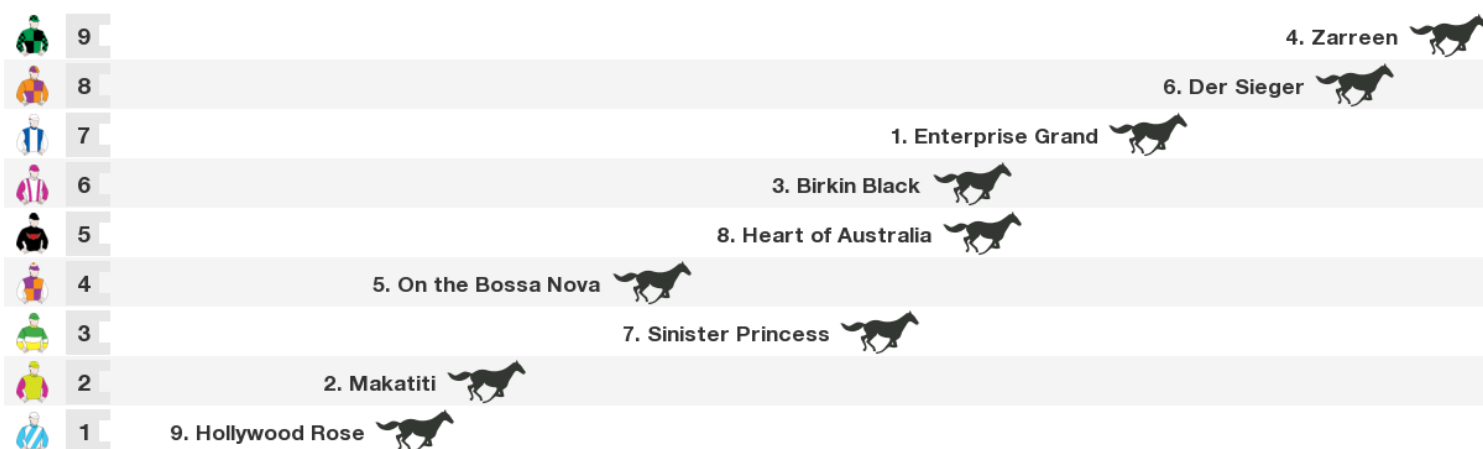 9 4. Zarreen
8 6. Der Sieger
7 1. Enterprise Grand
6 3. Birkin Black
5 8. Heart of Australia
4 5. On the Bossa Nova
3 7. Sinister Princess
2 2. Makatiti
1 9. Hollywood Rose